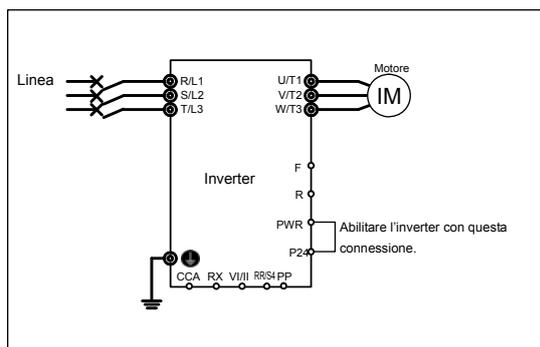 Motore
Linea
R/L1
S/L2
T/L3
U/T1
V/T2
W/T3
IM
F
Inverter
R
PWR
Abilitare l'inverter con questa
connessione.
P24
CCA RX VI/II RR/S4 PP